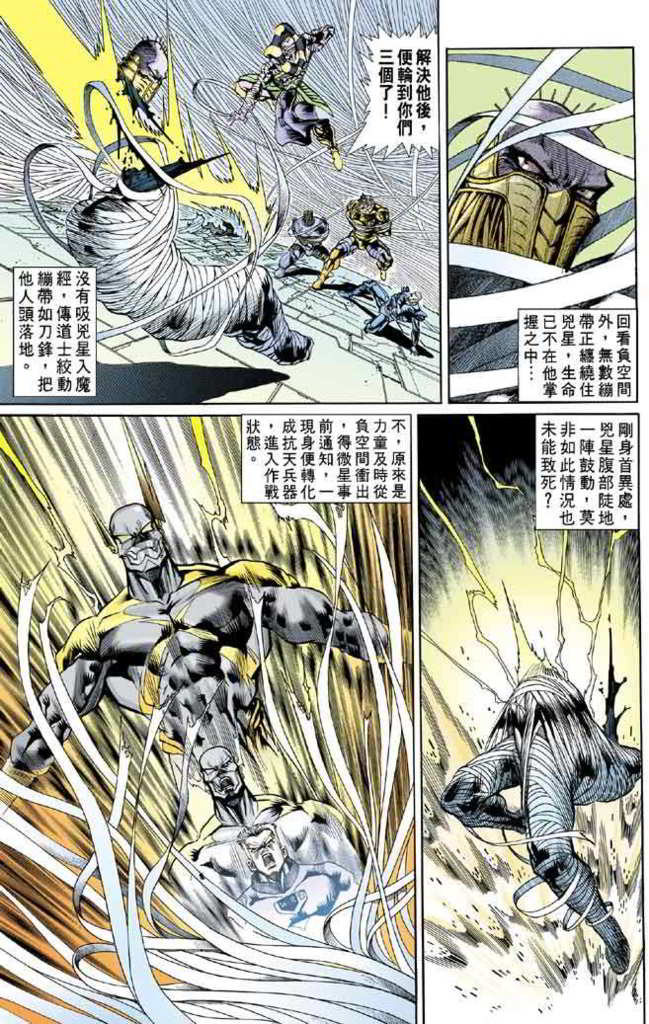 回看負空間
外，無數繃
帶正纏繞住
兇星，生命
已不在他掌
握之中…
解決他後，
便輪到你們
三個了！
沒有吸兇星入魔
經，傳道士絞動
繃帶如刀鋒，把
他人頭落地。
剛身首異處，
兇星腹部陡地
一陣鼓動，莫
非如此情況也
未能致死？
不，原來是
力童及時從
負空間衝出
，得微星事
前通知，一
現身便轉化
成抗天兵器
，進入作戰
狀態。